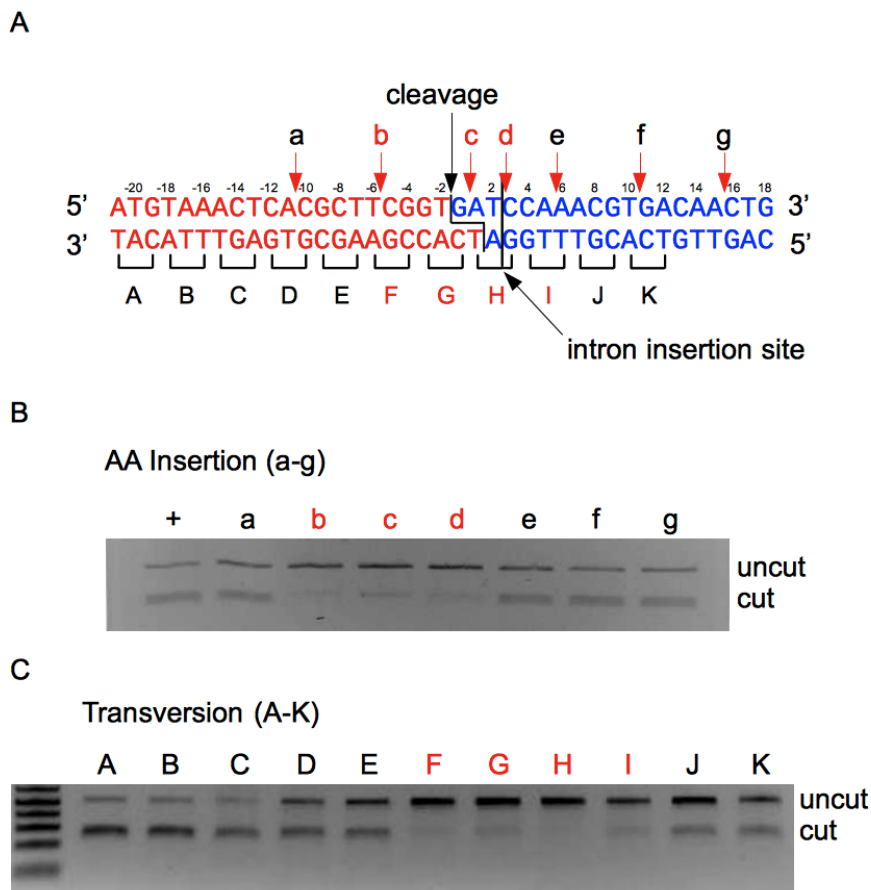 A
cleavage
a b c d e f g
-20 -18 -16 -14 -12 -10 -8 -6 -4 -2 2 4 6 8 10 12 14 16 18
5’ ATGTAAACTCACGCTTCGGTGATCCAAACGTGACAACTG 3’
3’ TACATTTGAGTGCGAAGCCACTAGGTTTGCACTGTTGAC 5’
A B C D E F G H I J K
intron insertion site
B
AA Insertion (a-g)
+ a b c d e f g
uncut
cut
C
Transversion (A-K)
A B C D E F G H I J K
uncut
cut